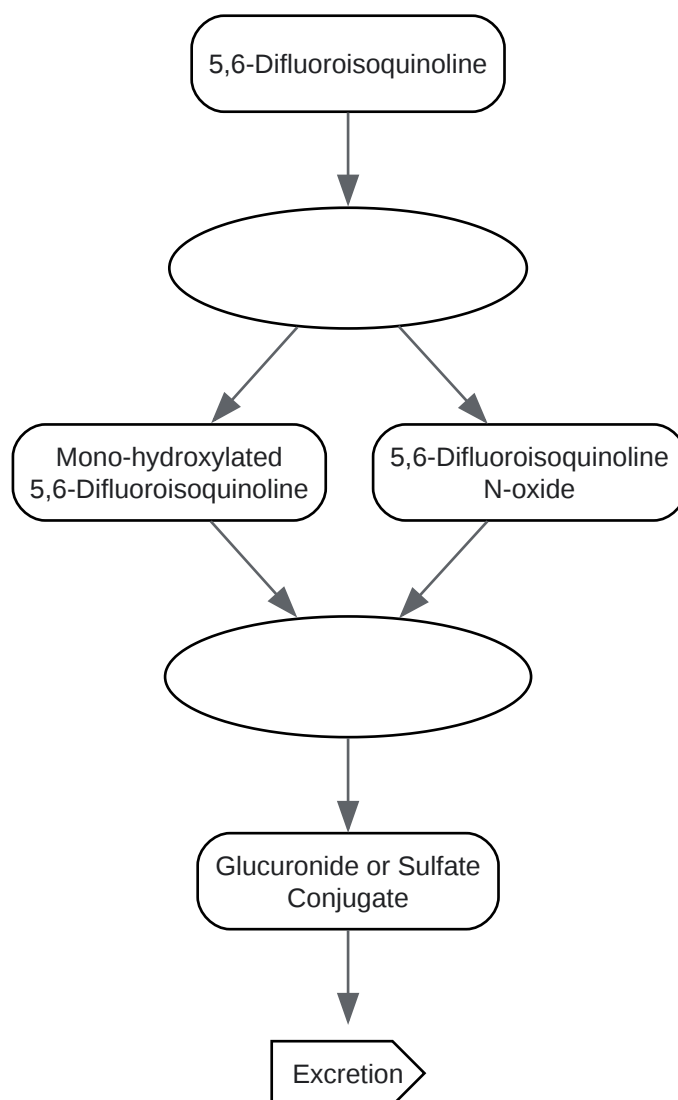 5,6-Difluoroisoquinoline
Mono-hydroxylated
5,6-Difluoroisoquinoline
5,6-Difluoroisoquinoline
N-oxide
Glucuronide or Sulfate
Conjugate
Excretion